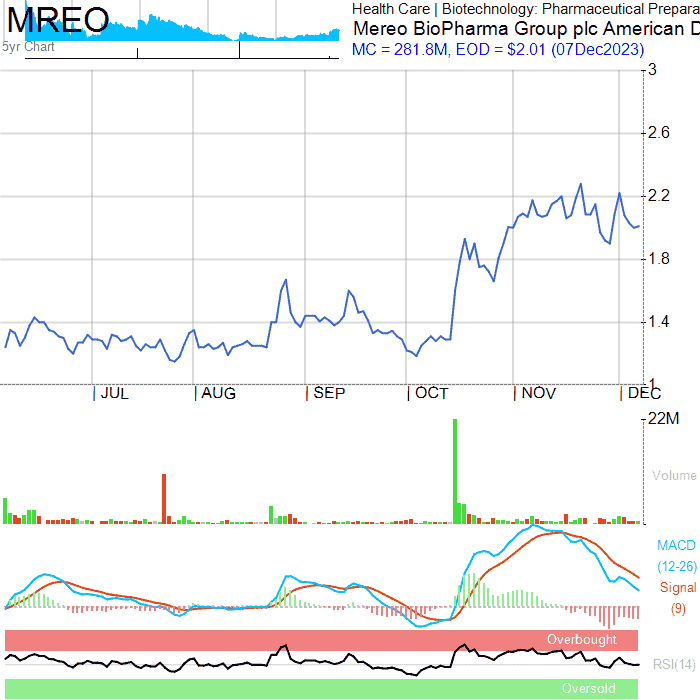 MREO
5yr Chart
Health Care | Biotechnology: Pharmaceutical Prepara
Mereo BioPharma Group plc American D
MC = 281.8M, EOD = $2.01 (07Dec2023)
3
2.6
2.2
1.8
1.4
1
JUL AUG SEP OCT NOV DEC
22M
Volume
MACD
(12-26)
Signal
(9)
Overbought
RSI(14)
Oversold